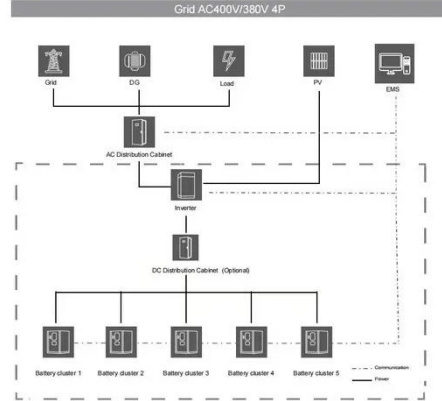 Grid AC400V/380V 4P
Grid
DG
Load
PV
EMS
AC Distribution Cabinet
Inverter
DC Distribution Cabinet (Optional)
Battery cluster 1
Battery cluster 2
Battery cluster 3
Battery cluster 4
Battery cluster 5
Communication
Power